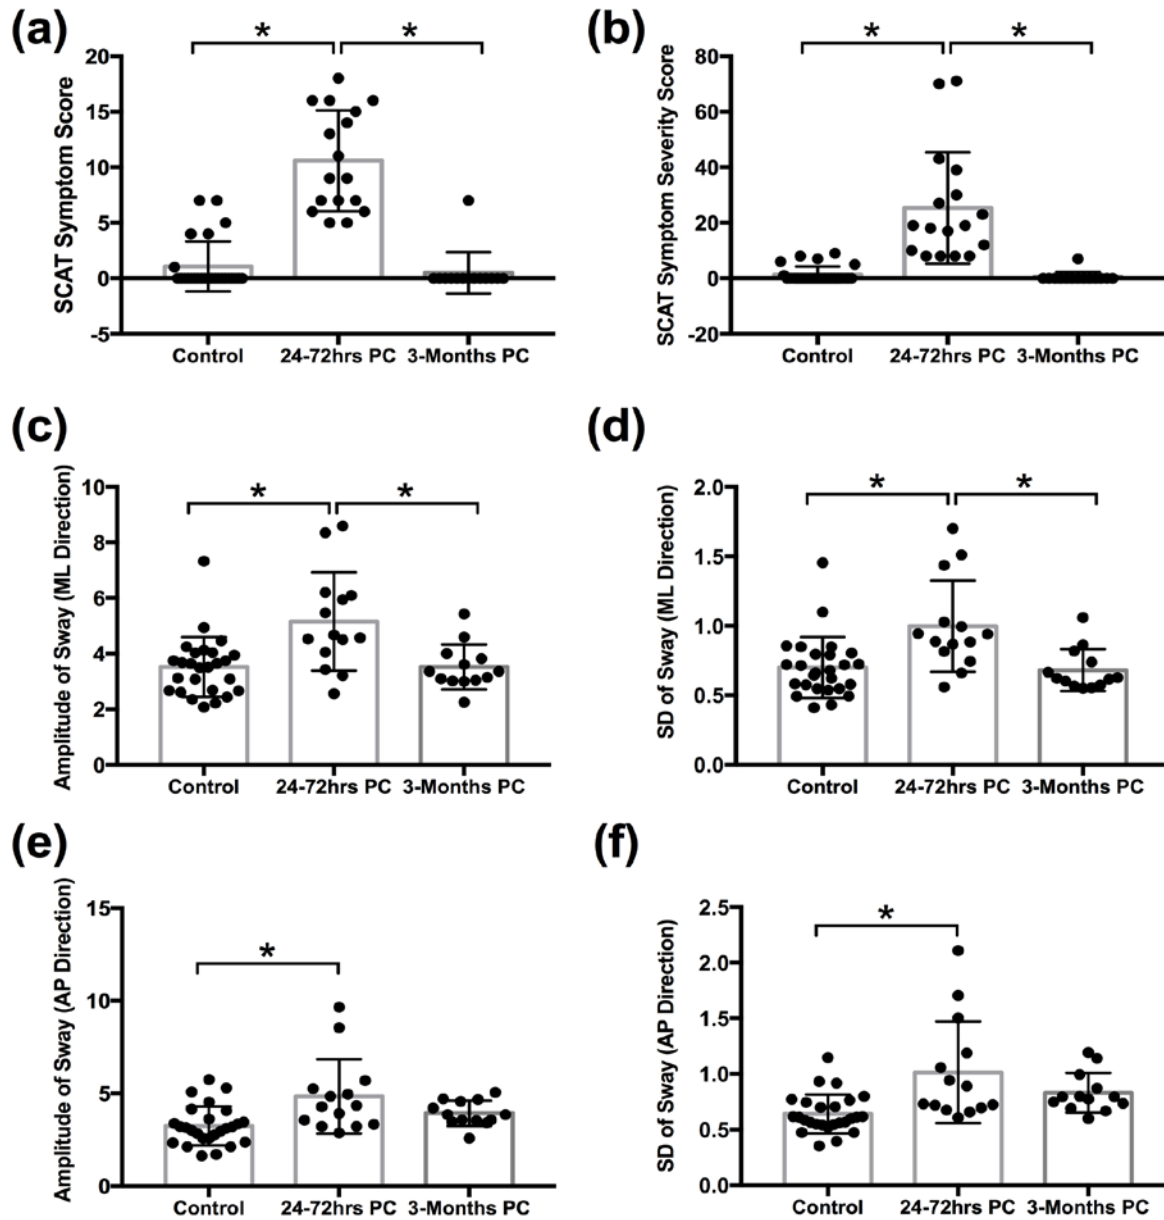 (a)
(b)
* *
* *
SCAT Symptom Score
20
15
10
5
0
-5
Control 24-72hrs PC 3-Months PC
SCAT Symptom Severity Score
80
60
40
20
0
-20
Control 24-72hrs PC 3-Months PC
(c)
(d)
* *
* *
Amplitude of Sway (ML Direction)
10
8
6
4
2
0
Control 24-72hrs PC 3-Months PC
SD of Sway (ML Direction)
2.0
1.5
1.0
0.5
0.0
Control 24-72hrs PC 3-Months PC
(e)
(f)
*
*
Amplitude of Sway (AP Direction)
15
10
5
0
Control 24-72hrs PC 3-Months PC
SD of Sway (AP Direction)
2.5
2.0
1.5
1.0
0.5
0.0
Control 24-72hrs PC 3-Months PC